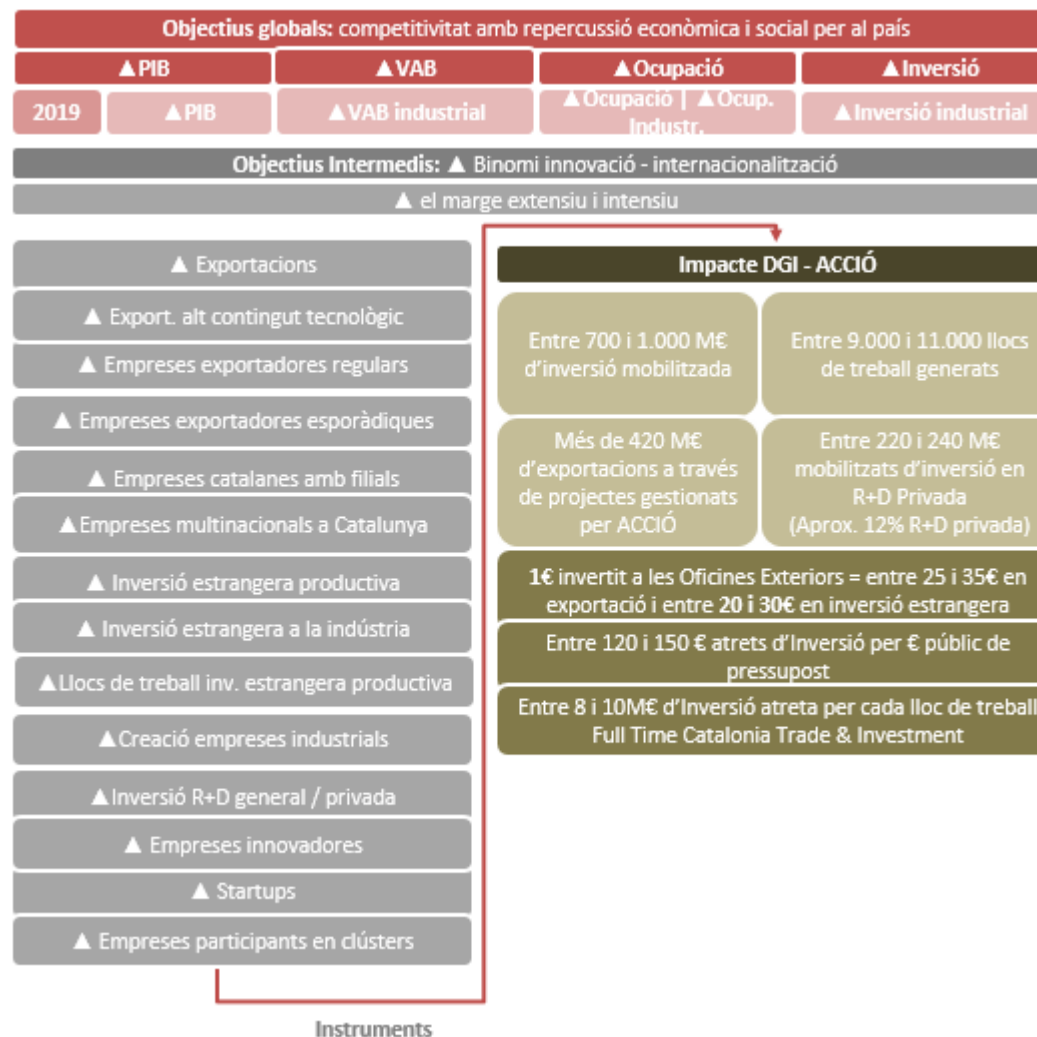 Objectius globals: competitivitat amb repercussió econòmica i social per al país
▲PIB
▲VAB
▲Ocupació
▲Inversió
2019
▲PIB
▲VAB industrial
▲Ocupació | ▲Ocup.
Industr.
▲Inversió industrial
Objectius Intermedis: ▲ Binomi innovació - internacionalització
▲ el marge extensiu i intensiu
▲ Exportacions
▲ Export. alt contingut tecnològic
▲ Empreses exportadores regulars
▲ Empreses exportadores esporàdiques
▲ Empreses catalanes amb filials
▲Empreses multinacionals a Catalunya
▲ Inversió estrangera productiva
▲ Inversió estrangera a la indústria
▲Llocs de treball inv. estrangera productiva
▲Creació empreses industrials
▲Inversió R+D general / privada
▲ Empreses innovadores
▲ Startups
▲ Empreses participants en clústers
Instruments
Impacte DGI - ACCIÓ
Entre 700 i 1.000 M€
d'inversió mobilitzada
Entre 9.000 i 11.000 llocs
de treball generats
Més de 420 M€
d'exportacions a través
de projectes gestionats
per ACCIÓ
Entre 220 i 240 M€
mobilitzats d'inversió en
R+D Privada
(Aprox. 12% R+D privada)
1€ invertit a les Oficines Exteriors = entre 25 i 35€ en
exportació i entre 20 i 30€ en inversió estrangera
Entre 120 i 150 € atrets d'Inversió per € públic de
pressupost
Entre 8 i 10M€ d'Inversió atreta per cada lloc de treball
Full Time Catalonia Trade & Investment